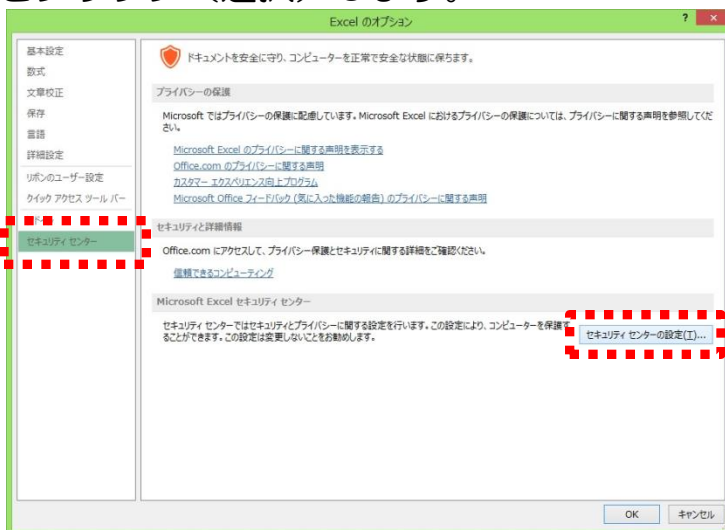 Excel のオプション
? ×
基本設定
数式
文章校正
保存
言語
詳細設定
リボンのユーザー設定
クイック アクセス ツール バー
セキュリティ センター
ドキュメントを安全に守り、コンピューターを正常で安全な状態に保ちます。
プライバシーの保護
Microsoft ではプライバシーの保護に配慮しています。Microsoft Excel におけるプライバシーの保護については、プライバシーに関する声明を参照してくだ
さい。
Microsoft Excel のプライバシーに関する声明を表示する
Office.com のプライバシーに関する声明
カスタマー エクスペリエンス向上プログラム
Microsoft Office フィードバック (気に入った機能の報告) のプライバシーに関する声明
セキュリティと詳細情報
Office.com にアクセスして、プライバシー保護とセキュリティに関する詳細をご確認ください。
信頼できるコンピューティング
Microsoft Excel セキュリティ センター
セキュリティ センターではセキュリティとプライバシーに関する設定を行います。この設定により、コンピューターを保護す
ることができます。この設定は変更しないことをお勧めします。
セキュリティ センターの設定(T)...
OK キャンセル